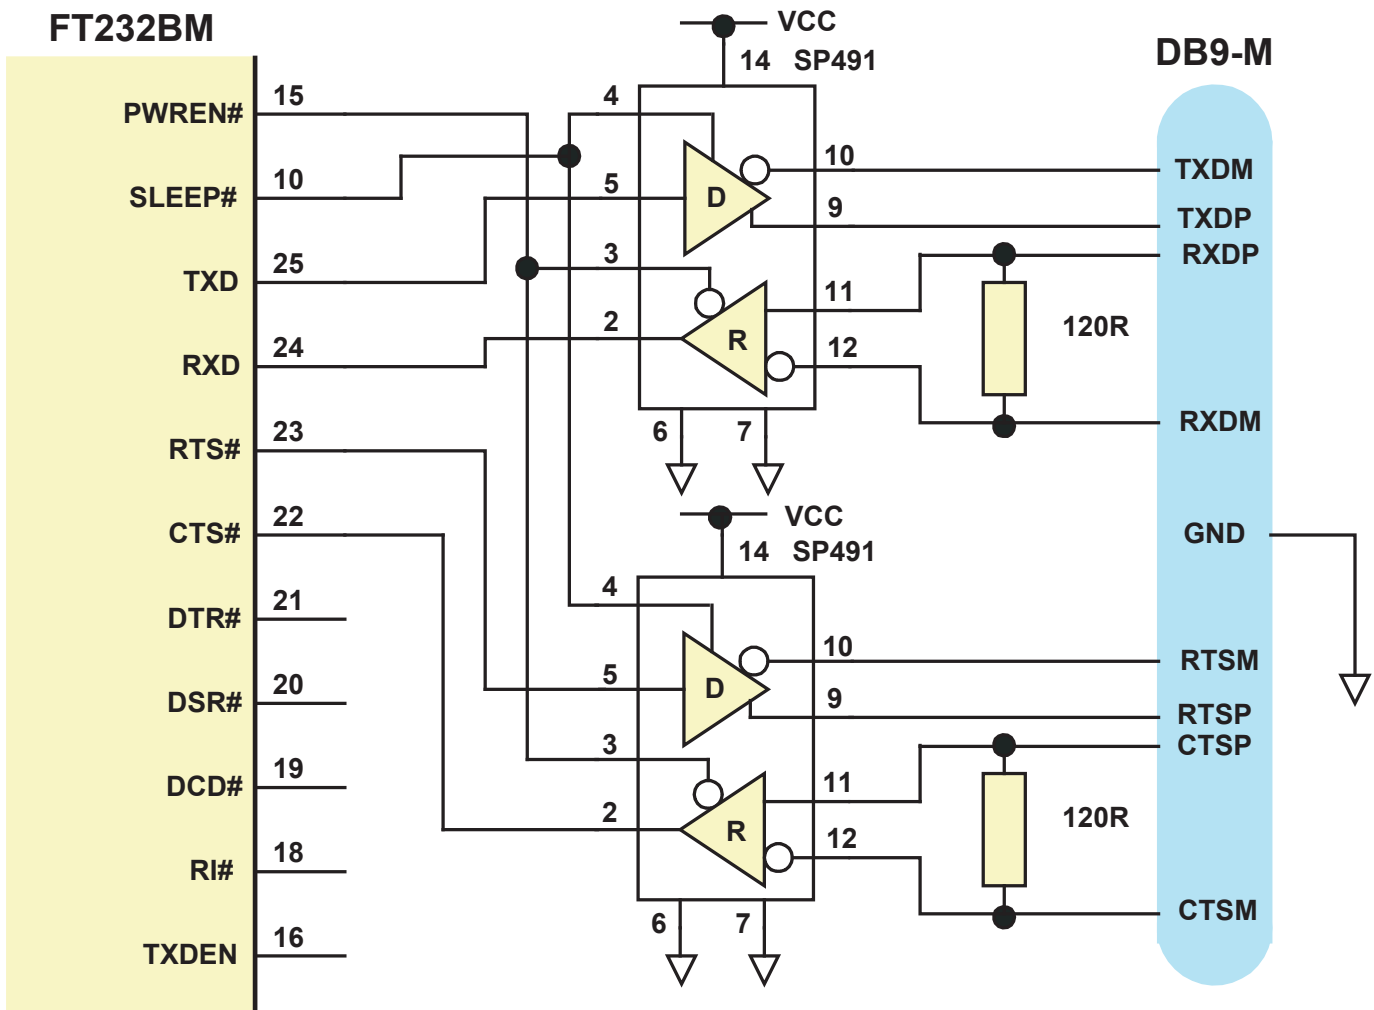 FT232BM
PWREN#
15
SLEEP#
10
TXD
25
RXD
24
RTS#
23
CTS#
22
DTR#
21
DSR#
20
DCD#
19
RI#
18
TXDEN
16
VCC
14 SP491
4
5
3
2
D
R
10
9
11
12
6
7
VCC
14 SP491
4
5
3
2
D
R
10
9
11
12
6
7
120R
120R
DB9-M
TXDM
TXDP
RXDP
RXDM
GND
RTSM
RTSP
CTSP
CTSM